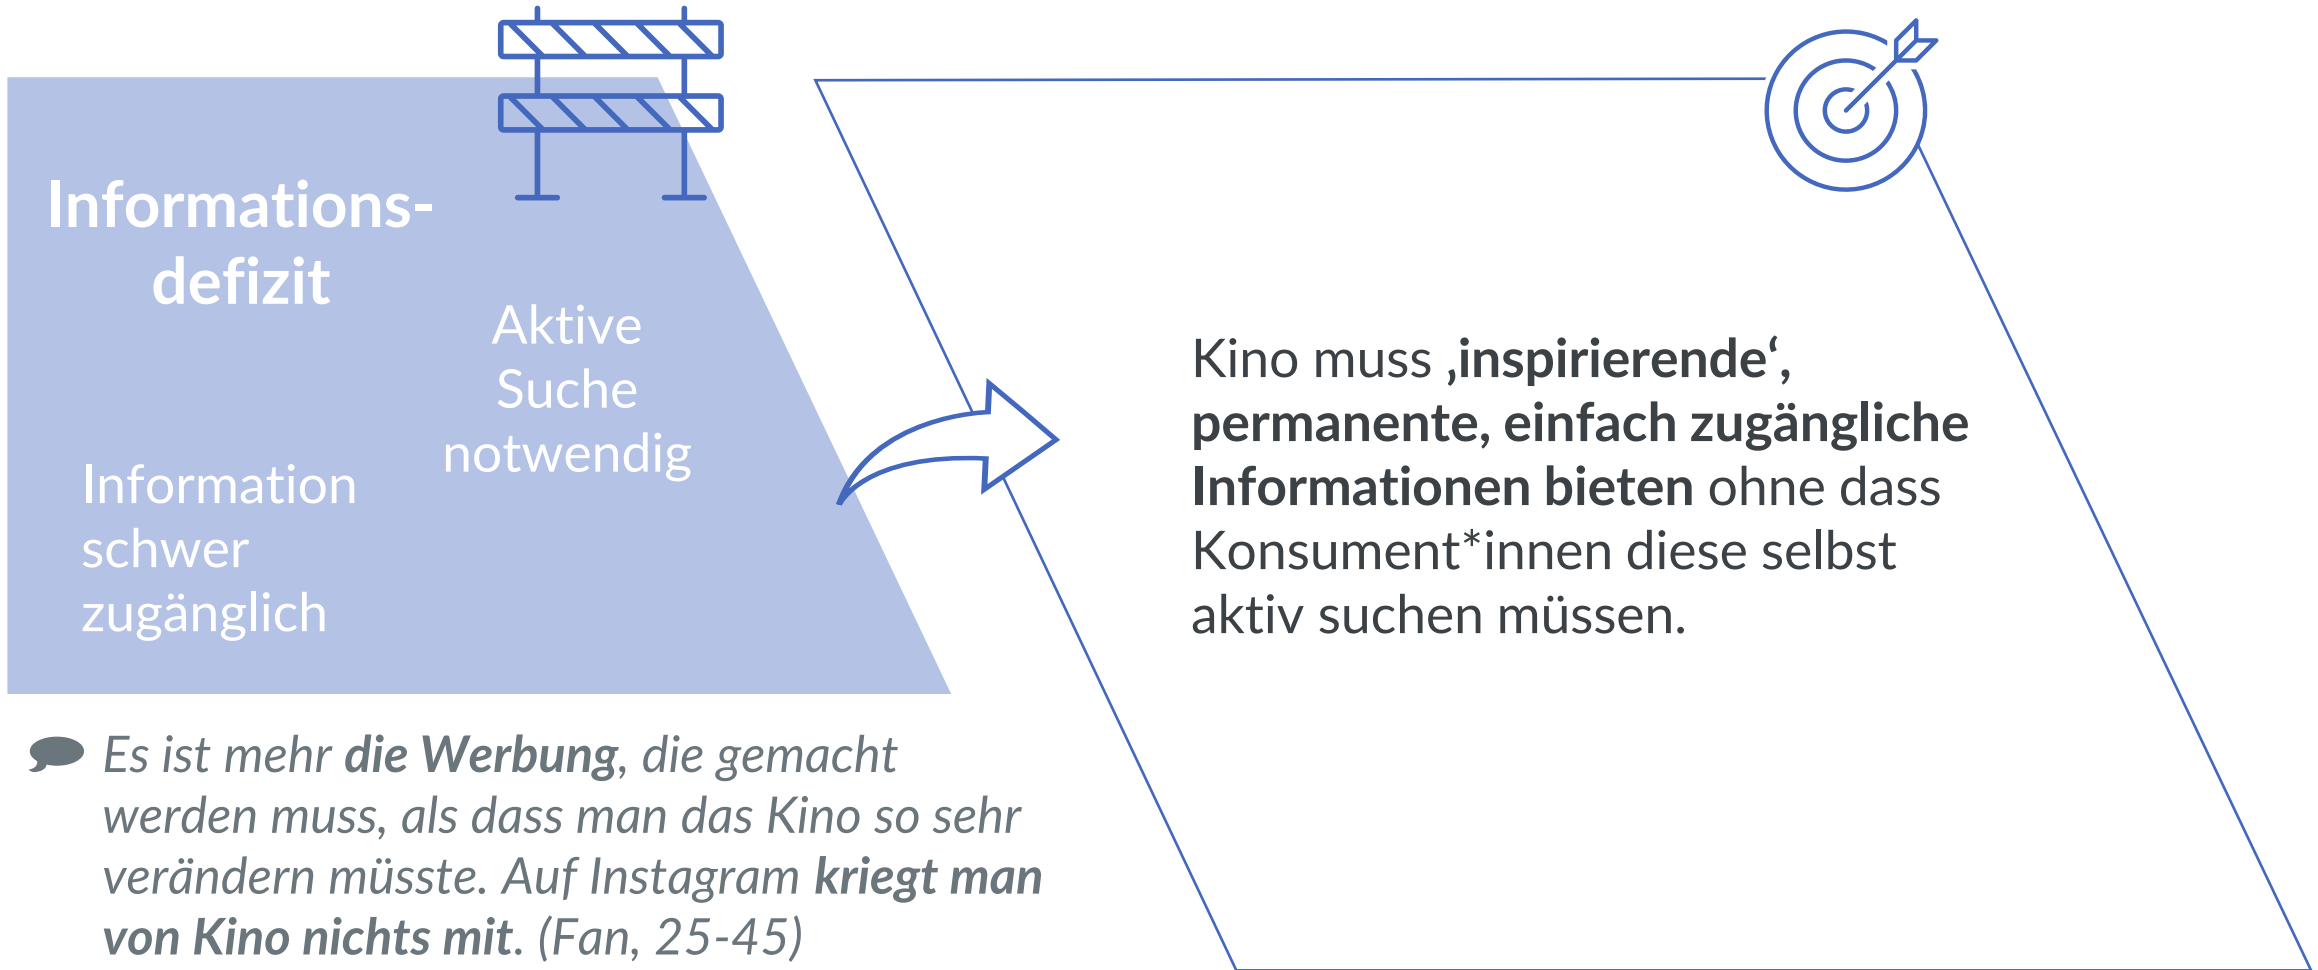 Informations-
defizit
Aktive
Suche
notwendig
Information
schwer
zugänglich
Kino muss ‚inspirierende‘,
permanente, einfach zugängliche
Informationen bieten ohne dass
Konsument*innen diese selbst
aktiv suchen müssen.
Es ist mehr die Werbung, die gemacht
werden muss, als dass man das Kino so sehr
verändern müsste. Auf Instagram kriegt man
von Kino nichts mit. (Fan, 25-45)